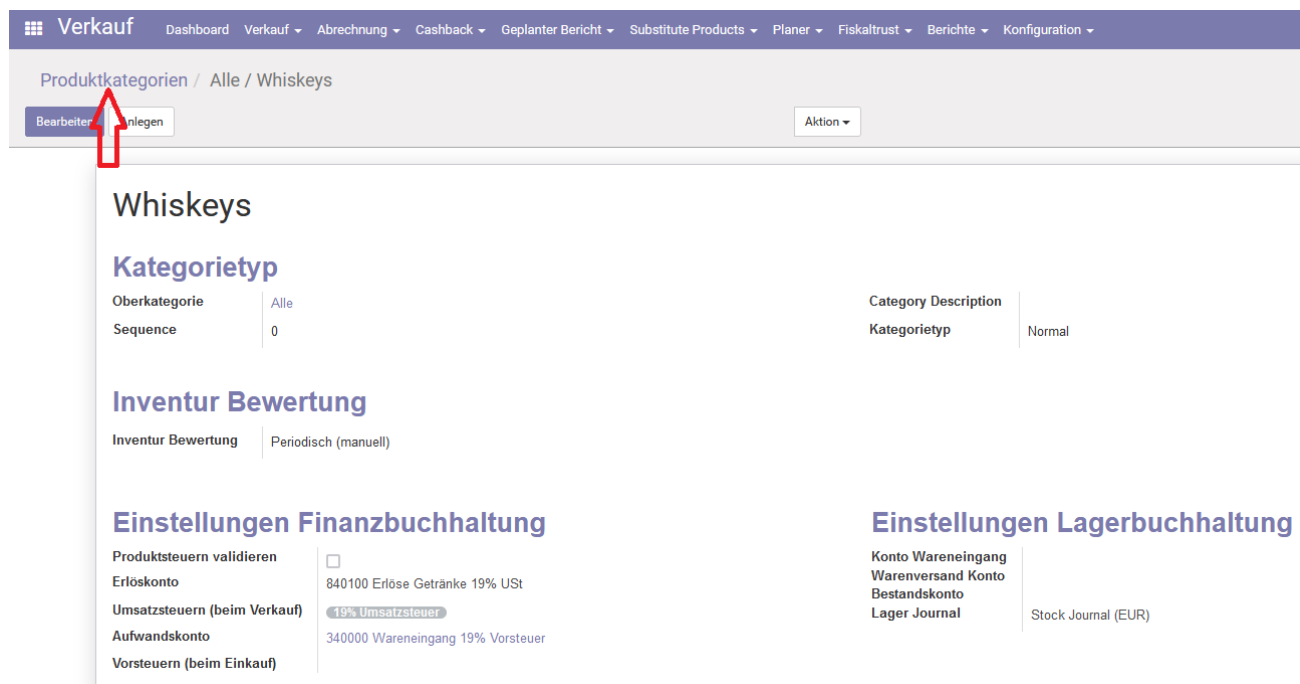 Verkauf Dashboard Verkauf Abrechnung Cashback Geplanter Bericht Substitute Products Planer Fiskaltrust Berichte Konfiguration
Produktkategorien / Alle / Whiskeys
Bearbeiten Anlegen Aktion
Whiskeys
Kategorietyp
Oberkategorie Alle Category Description
Sequence 0 Kategorietyp Normal
Inventur Bewertung
Inventur Bewertung Periodisch (manuell)
Einstellungen Finanzbuchhaltung Einstellungen Lagerbuchhaltung
Produktsteuern validieren Konto Wareneingang
Erlöskonto 840100 Erlöse Getränke 19% USt Warenversand Konto
Bestandskonto
Umsatzsteuern (beim Verkauf) 19% Umsatzsteuer Lager Journal Stock Journal (EUR)
Aufwandskonto 340000 Wareneingang 19% Vorsteuer
Vorsteuern (beim Einkauf)